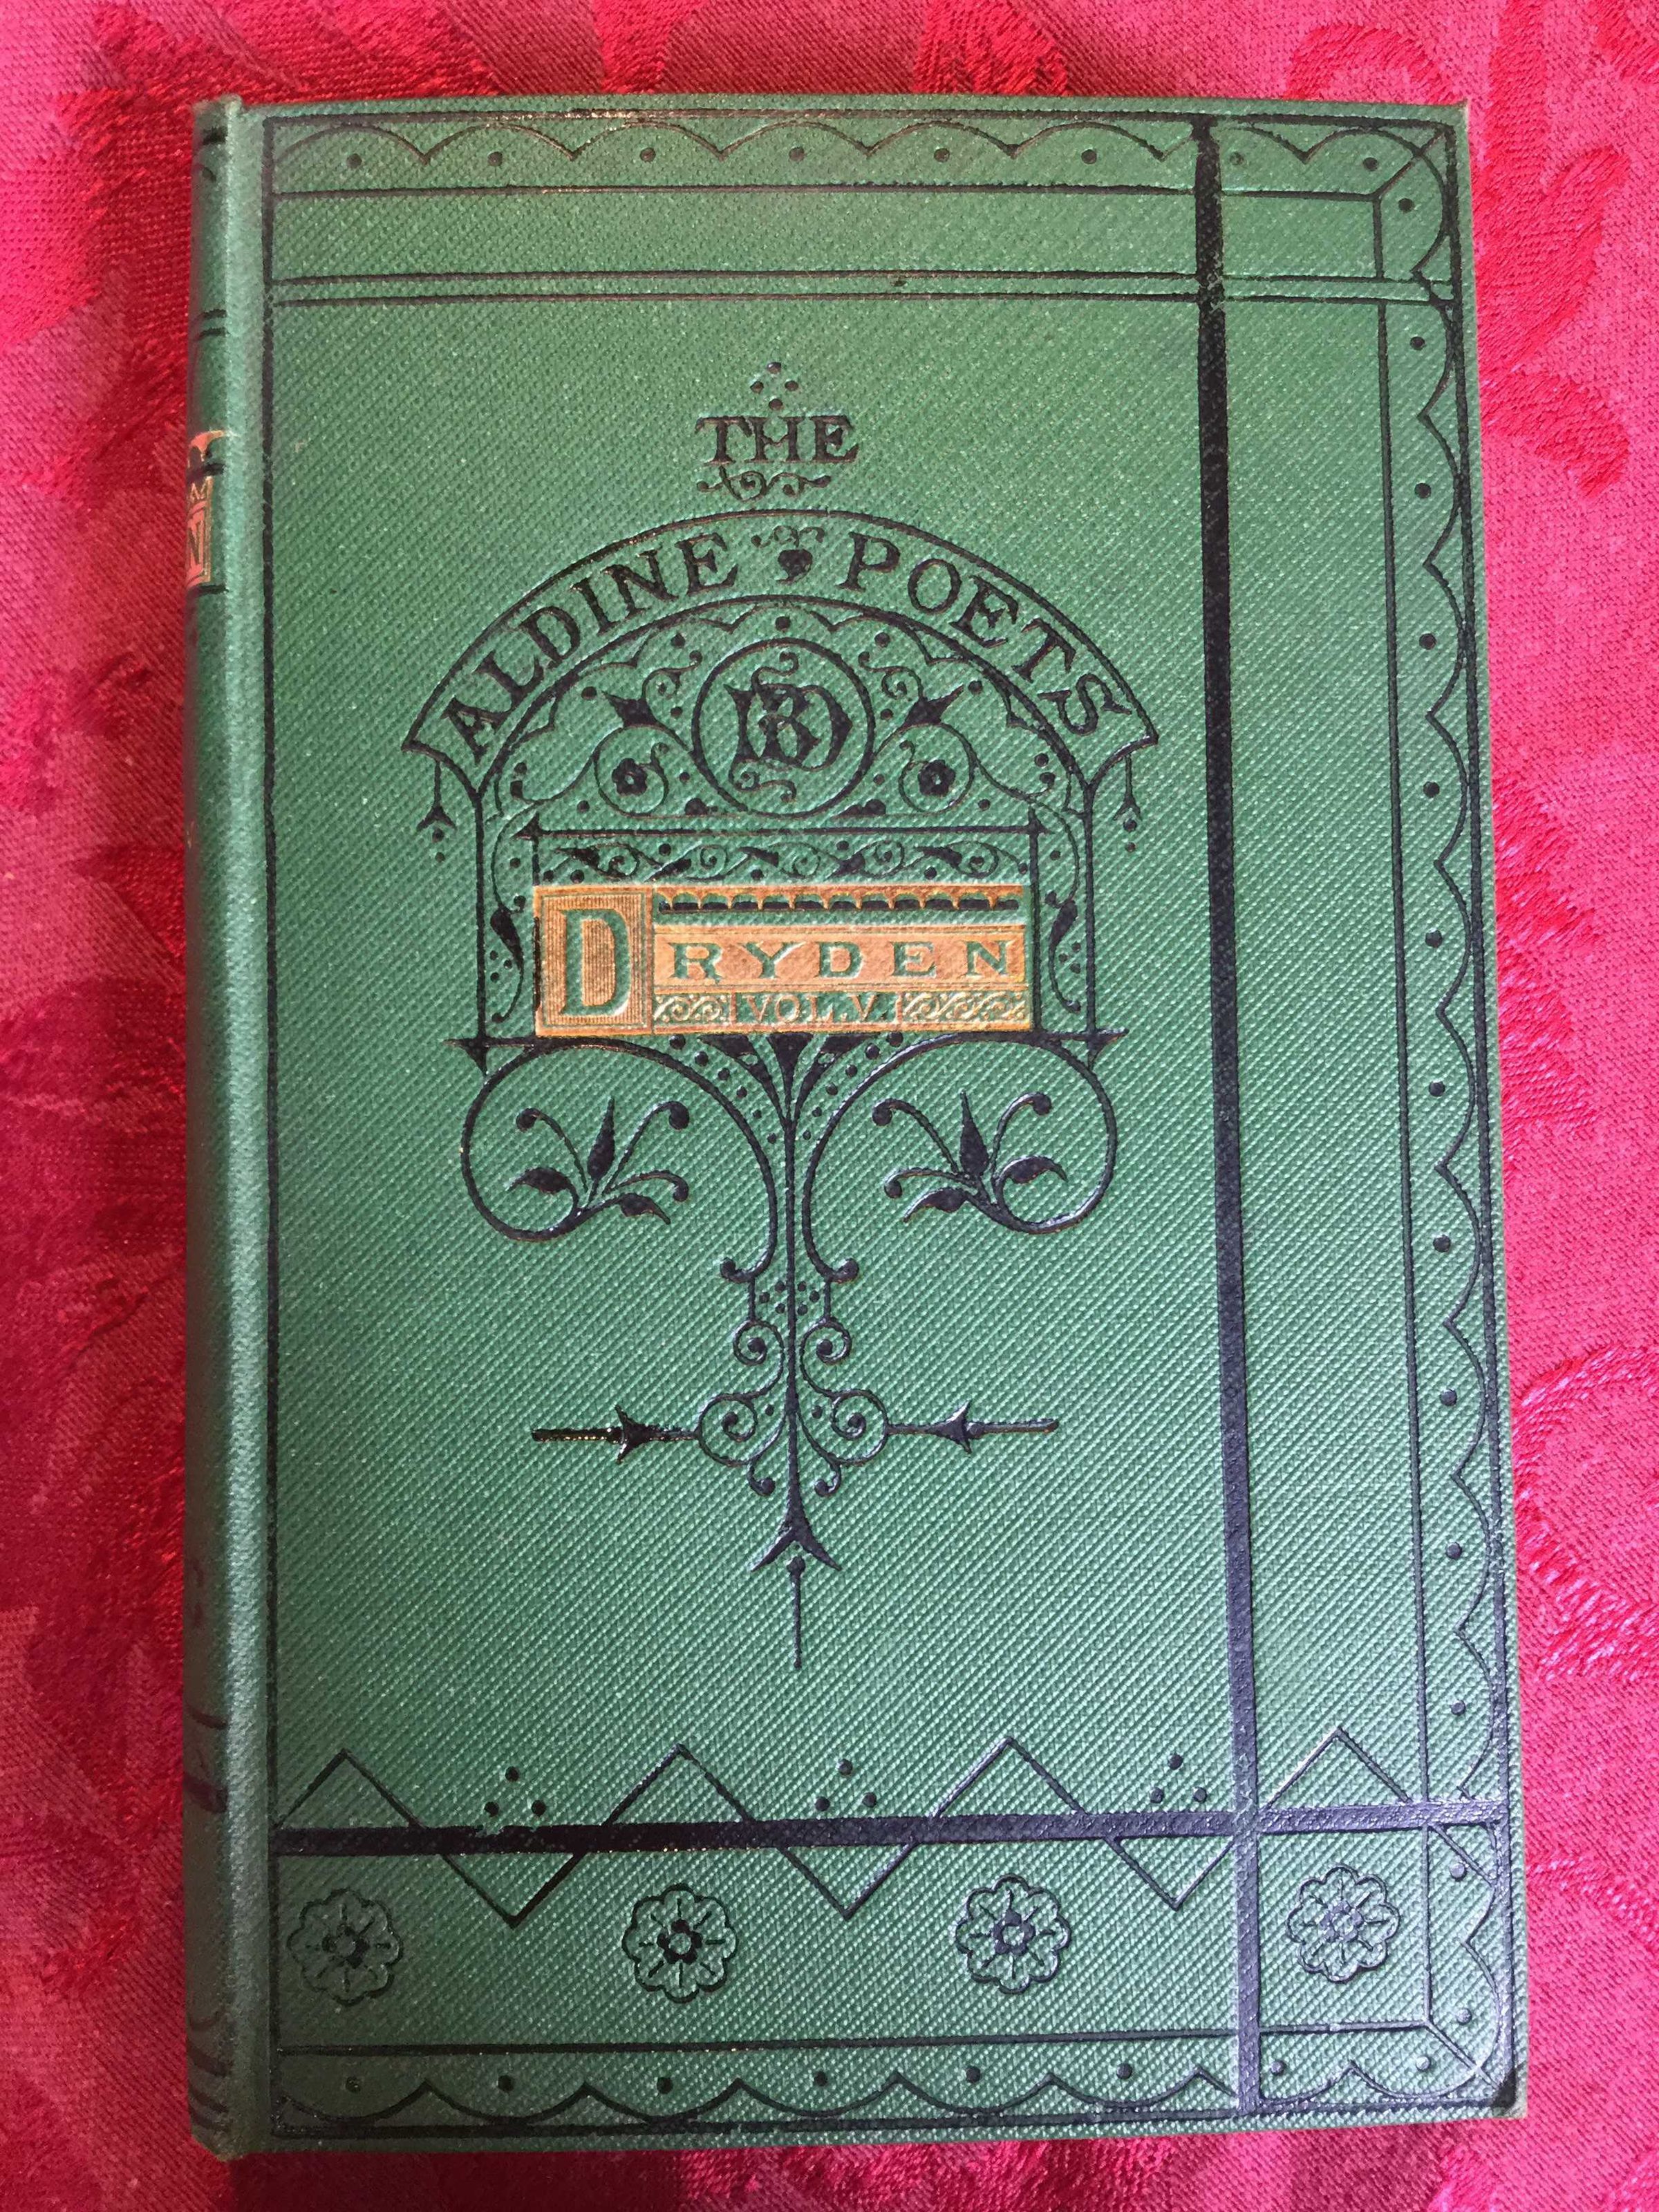 THE
ALDINE POETS
DRYDEN
VOL. V.